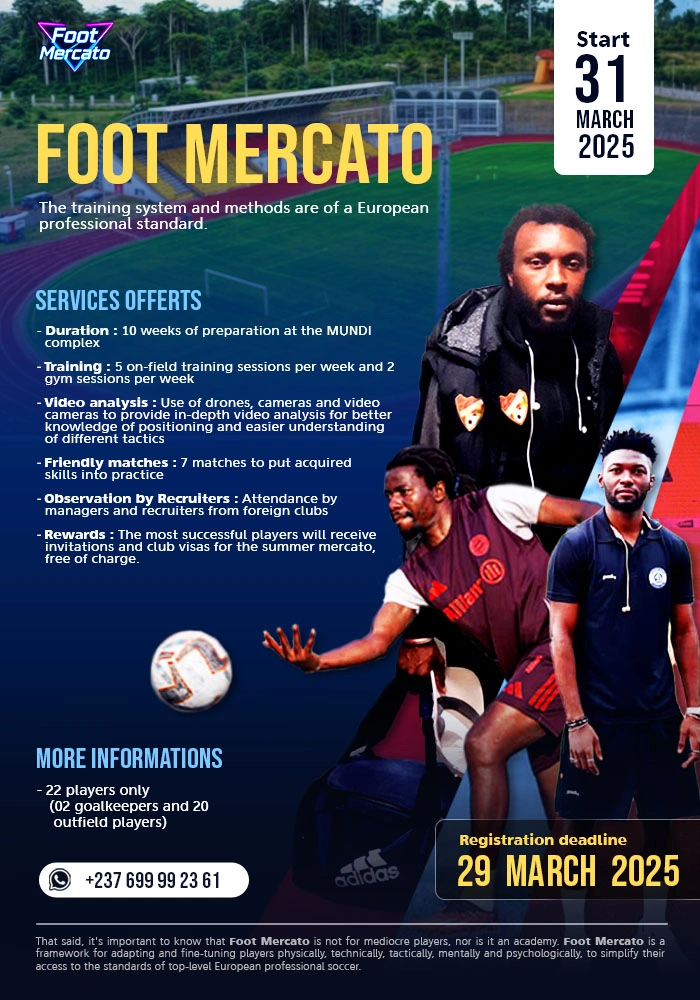 Foot
Mercato
Start
31
MARCH
2025
FOOT MERCATO
The training system and methods are of a European
professional standard.
SERVICES OFFERTS
- Duration : 10 weeks of preparation at the MUNDI
complex
- Training : 5 on-field training sessions per week and 2
gym sessions per week
- Video analysis : Use of drones, cameras and video
cameras to provide in-depth video analysis for better
knowledge of positioning and easier understanding
of different tactics
- Friendly matches : 7 matches to put acquired
skills into practice
- Observation by Recruiters : Attendance by
managers and recruiters from foreign clubs
- Rewards : The most successful players will receive
invitations and club visas for the summer mercato,
free of charge.
Allianz
adidas
MORE INFORMATIONS
- 22 players only
(02 goalkeepers and 20
outfield players)
+237 699 99 23 61
Registration deadline
29 MARCH 2025
That said, it's important to know that Foot Mercato is not for mediocre players, nor is it an academy. Foot Mercato is a
framework for adapting and fine-tuning players physically, technically, tactically, mentally and psychologically, to simplify their
access to the standards of top-level European professional soccer.